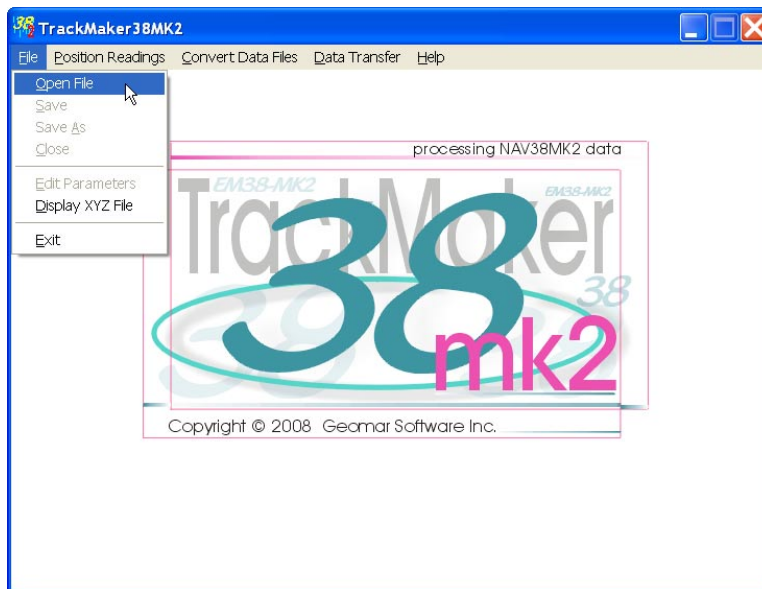 TrackMaker38MK2
File Position Readings Convert Data Files Data Transfer Help
Open File
Save
Save As
Close
Edit Parameters
Display XYZ File
Exit
processing NAV38MK2 data
EM38-MK2
EM38-MK2
TrackMaker
38
38
38
mk2
Copyright © 2008 Geomar Software Inc.